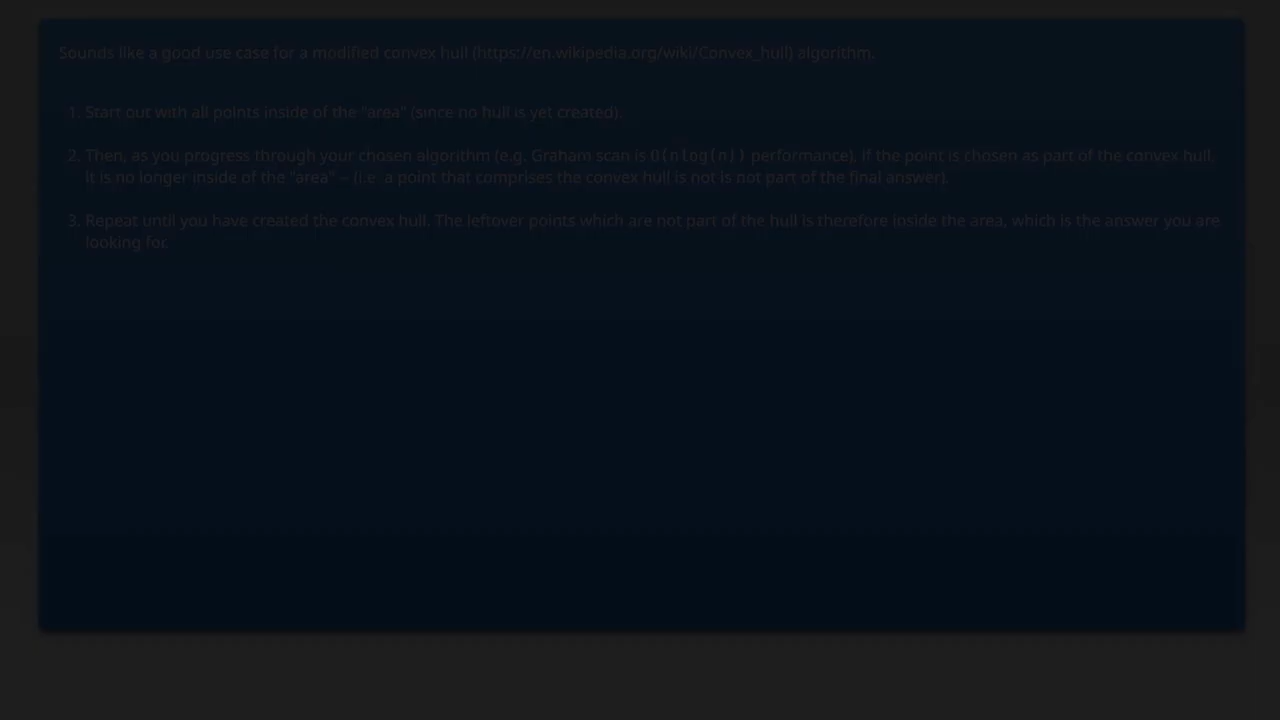 Sounds like a good use case for a modified convex hull (https://en.wikipedia.org/wiki/Convex_hull) algorithm.
1. Start out with all points inside of the "area" (since no hull is yet created).
2. Then, as you progress through your chosen algorithm (e.g. Graham scan is O(n log(n)) performance), if the point is chosen as part of the convex hull,
it is no longer inside of the "area" – (i.e. a point that comprises the convex hull is not is not part of the final answer).
3. Repeat until you have created the convex hull. The leftover points which are not part of the hull is therefore inside the area, which is the answer you are
looking for.